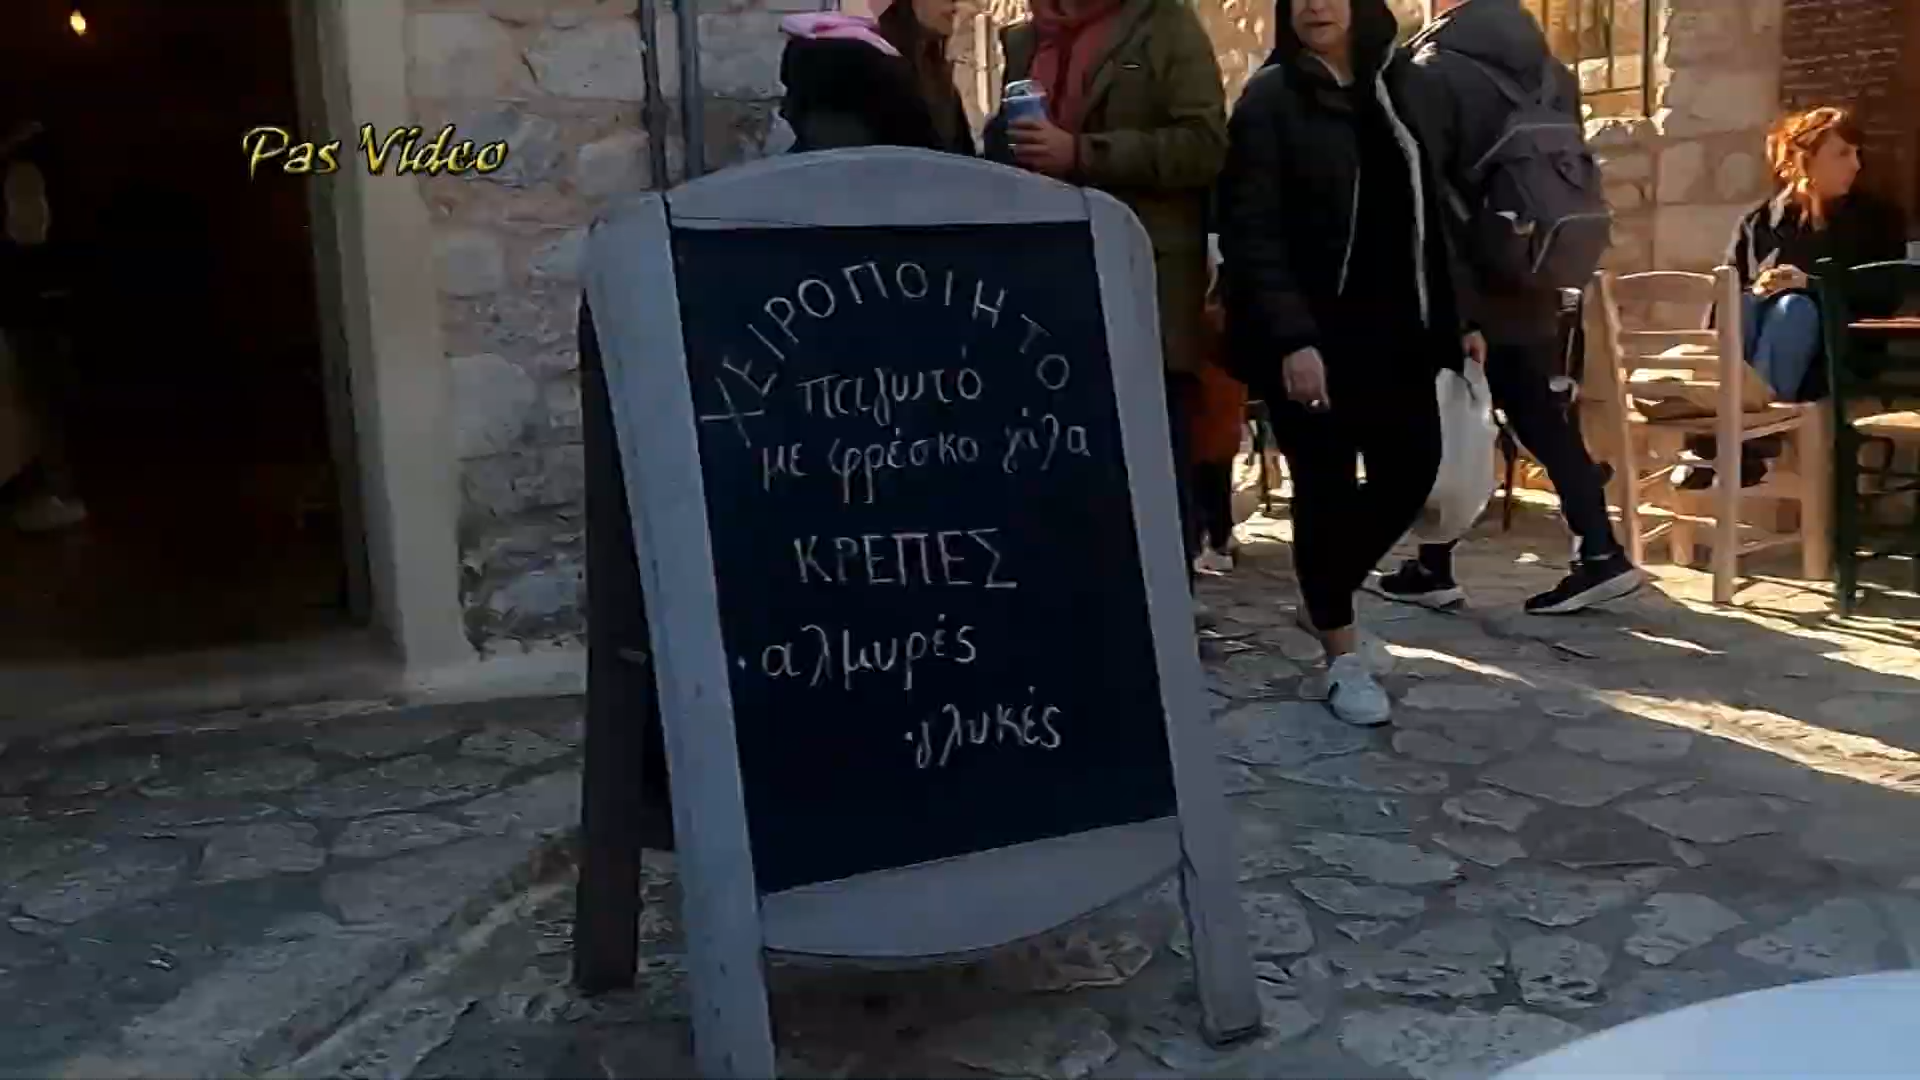 Pas Video
ΧΕΙΡΟΠΟΙΗΤΟ
παγωτό
με φρέσκο γάλα
ΚΡΕΠΕΣ
· αλμυρές
· γλυκές